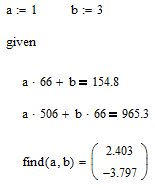 a := 1 b := 3
given
a · 66 + b = 154.8
a · 506 + b · 66 = 965.3
find(a, b) = ( 2.403
−3.797 )